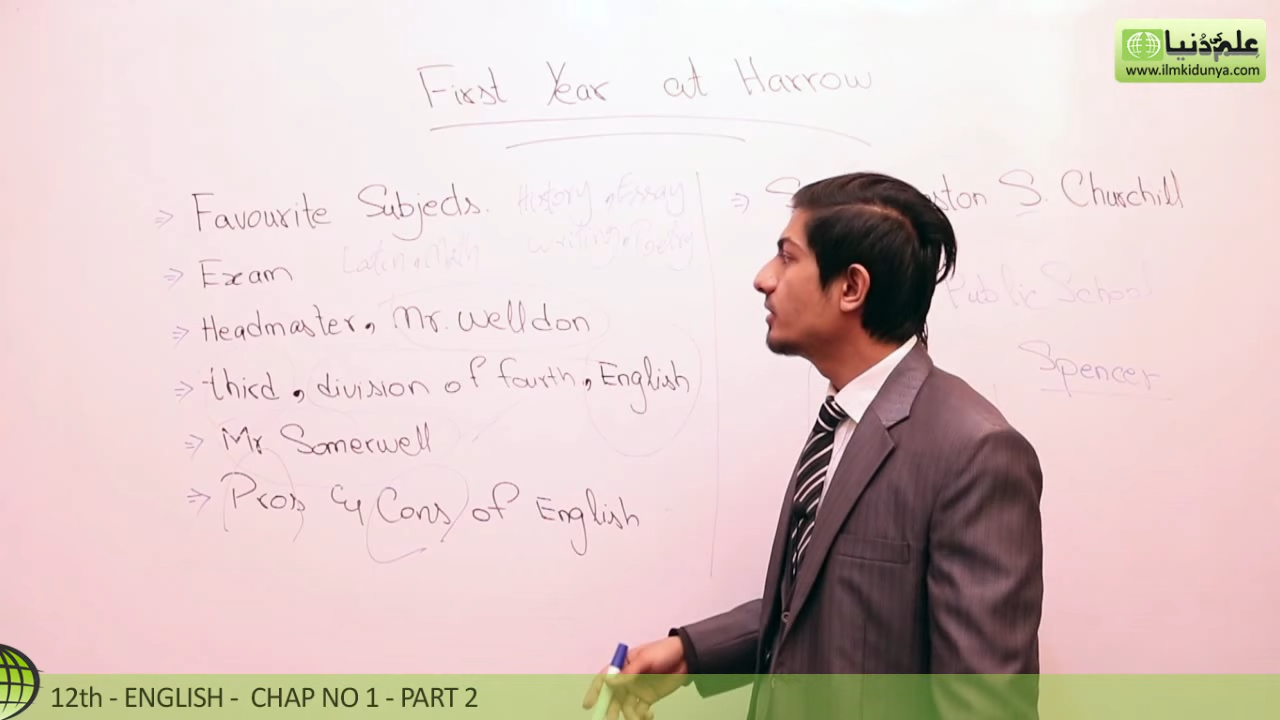 علم کی دُنیا
www.ilmkidunya.com
First Year at Harrow
⇒ Favourite Subjects. History, Essay
writing, Poetry
⇒ Exam Latin, Math
⇒ Headmaster, Mr. Welldon
⇒ third, division of fourth, English
⇒ Mr Somerwell
⇒ Pros & Cons of English
⇒ S. Churchill
Public School
Spencer
12th - ENGLISH - CHAP NO 1 - PART 2